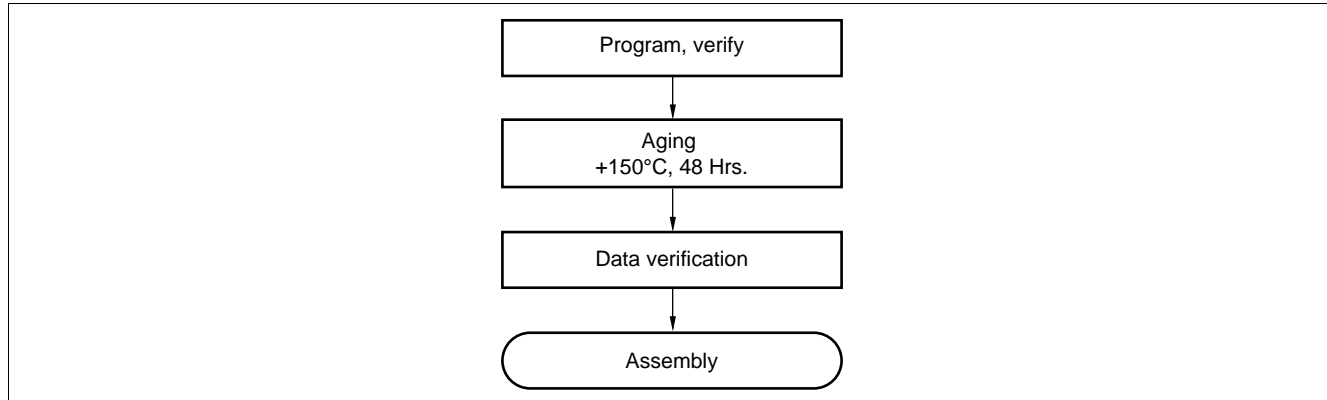 Program, verify
Aging
+150°C, 48 Hrs.
Data verification
Assembly